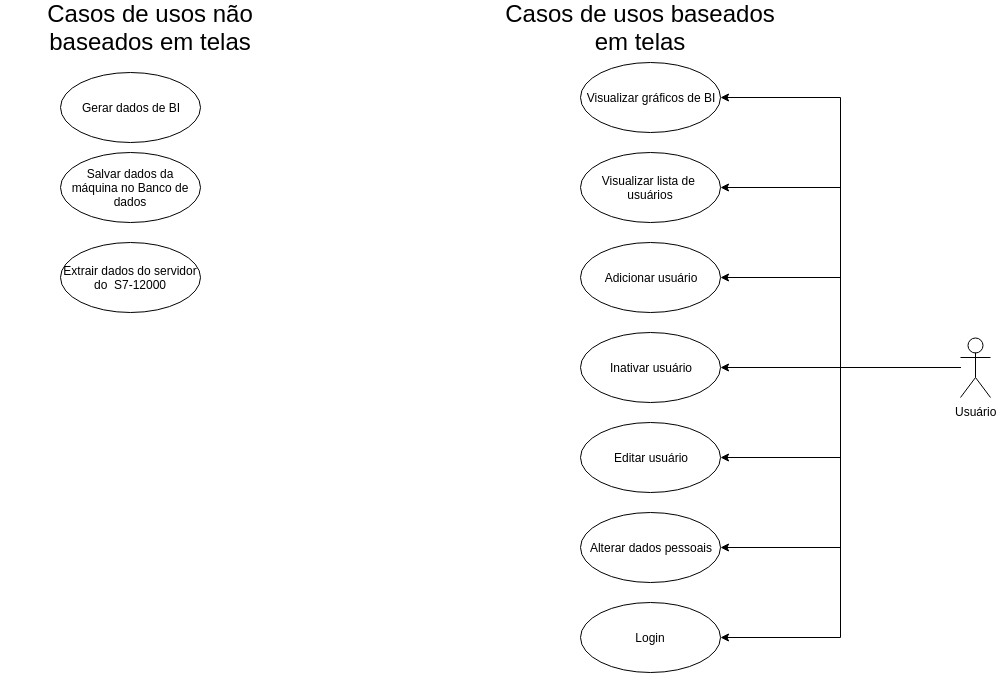 Casos de usos não
baseados em telas
Gerar dados de BI
Salvar dados da
máquina no Banco de
dados
Extrair dados do servidor
do  S7-12000
Casos de usos baseados
em telas
Visualizar gráficos de BI
Visualizar lista de
usuários
Adicionar usuário
Inativar usuário
Editar usuário
Alterar dados pessoais
Login
Usuário